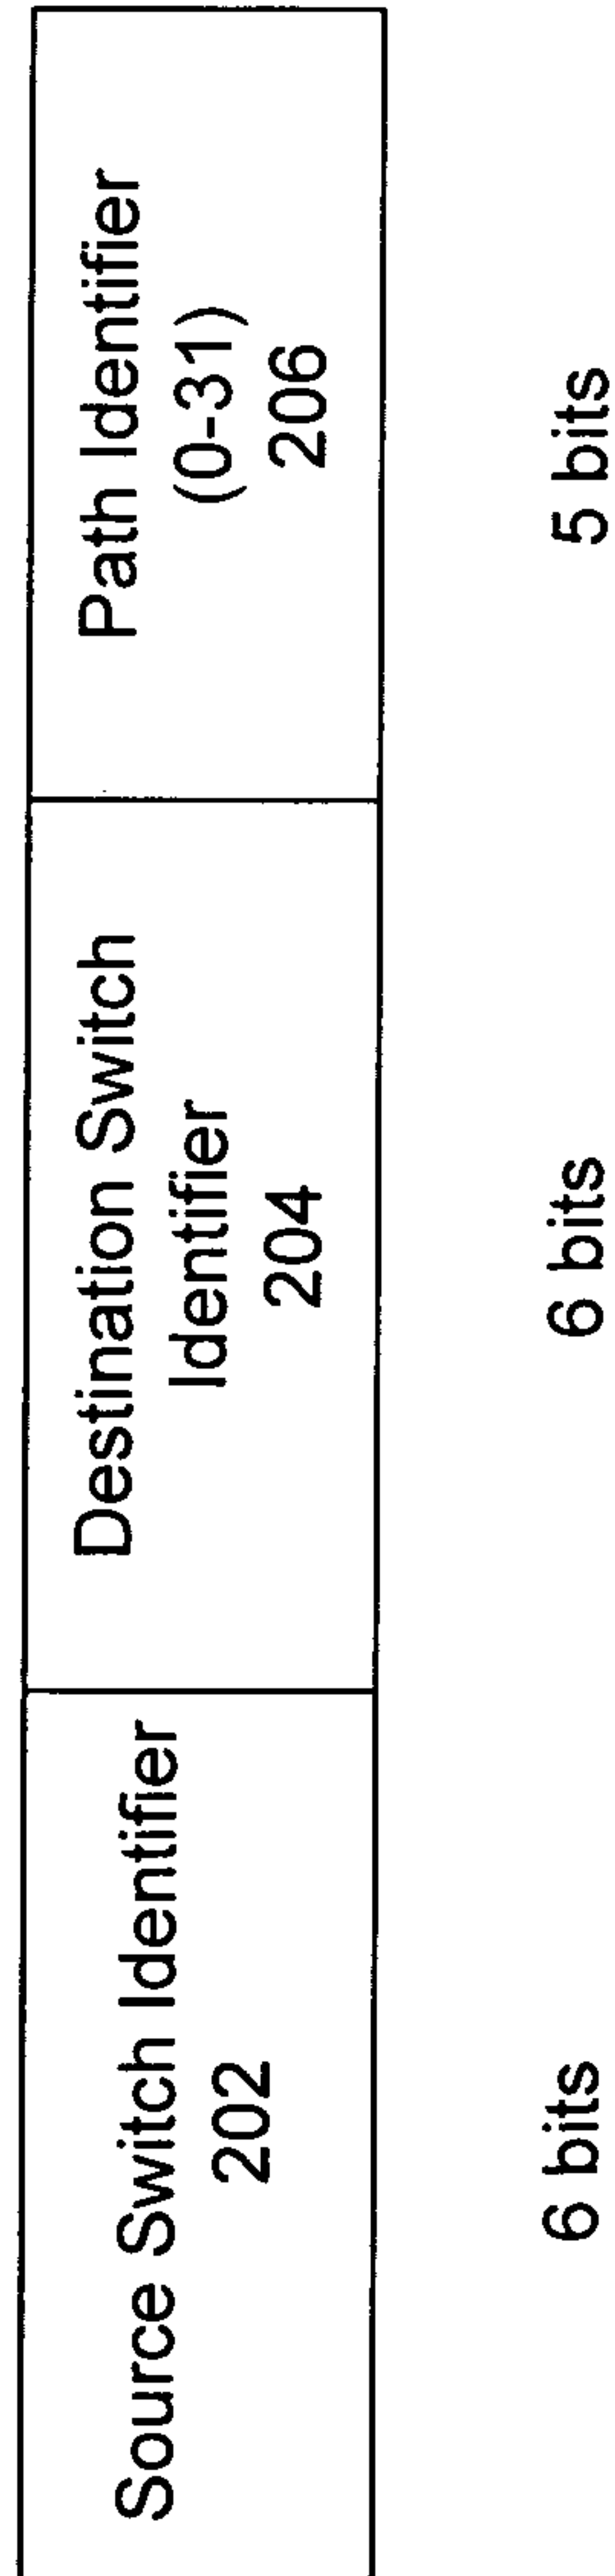 Source Switch Identifier
202
Destination Switch
Identifier
204
Path Identifier
(0-31)
206
6 bits
6 bits
5 bits